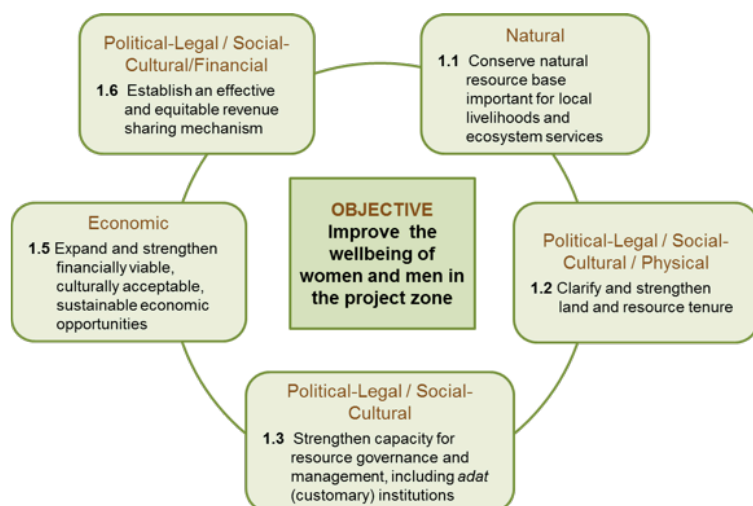 Political-Legal / Social-
Cultural/Financial
1.6 Establish an effective
and equitable revenue
sharing mechanism
Natural
1.1 Conserve natural
resource base
important for local
livelihoods and
ecosystem services
Economic
1.5 Expand and strengthen
financially viable,
culturally acceptable,
sustainable economic
opportunities
OBJECTIVE
Improve the
wellbeing of
women and men in
the project zone
Political-Legal / Social-
Cultural / Physical
1.2 Clarify and strengthen
land and resource tenure
Political-Legal / Social-
Cultural
1.3 Strengthen capacity for
resource governance and
management, including adat
(customary) institutions